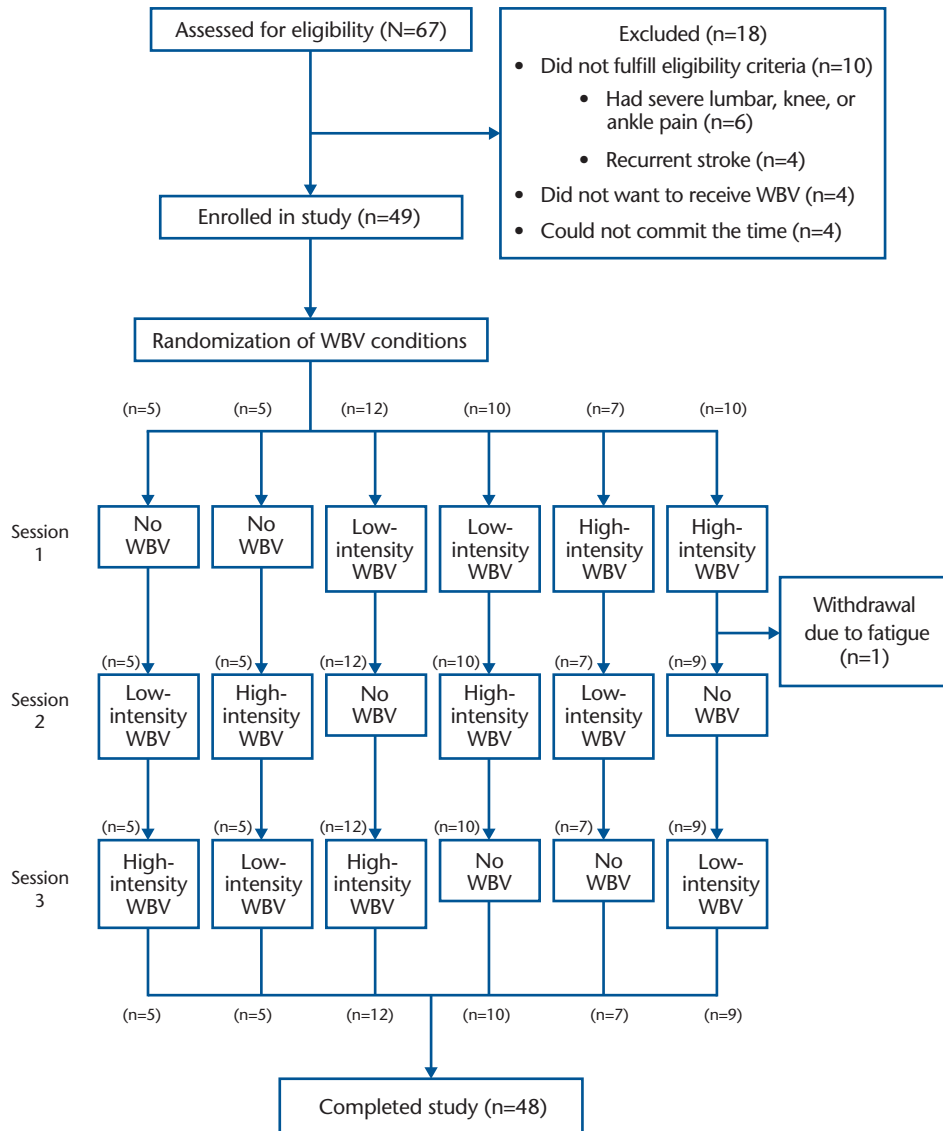 Assessed for eligibility (N=67)
Excluded (n=18)
• Did not fulfill eligibility criteria (n=10)
• Had severe lumbar, knee, or
ankle pain (n=6)
• Recurrent stroke (n=4)
• Did not want to receive WBV (n=4)
• Could not commit the time (n=4)
Enrolled in study (n=49)
Randomization of WBV conditions
(n=5) (n=5) (n=12) (n=10) (n=7) (n=10)
Session
1
No
WBV
No
WBV
Low-
intensity
WBV
Low-
intensity
WBV
High-
intensity
WBV
High-
intensity
WBV
Withdrawal
due to fatigue
(n=1)
(n=5) (n=5) (n=12) (n=10) (n=7) (n=9)
Session
2
Low-
intensity
WBV
High-
intensity
WBV
No
WBV
High-
intensity
WBV
Low-
intensity
WBV
No
WBV
(n=5) (n=5) (n=12) (n=10) (n=7) (n=9)
Session
3
High-
intensity
WBV
Low-
intensity
WBV
High-
intensity
WBV
No
WBV
No
WBV
Low-
intensity
WBV
(n=5) (n=5) (n=12) (n=10) (n=7) (n=9)
Completed study (n=48)